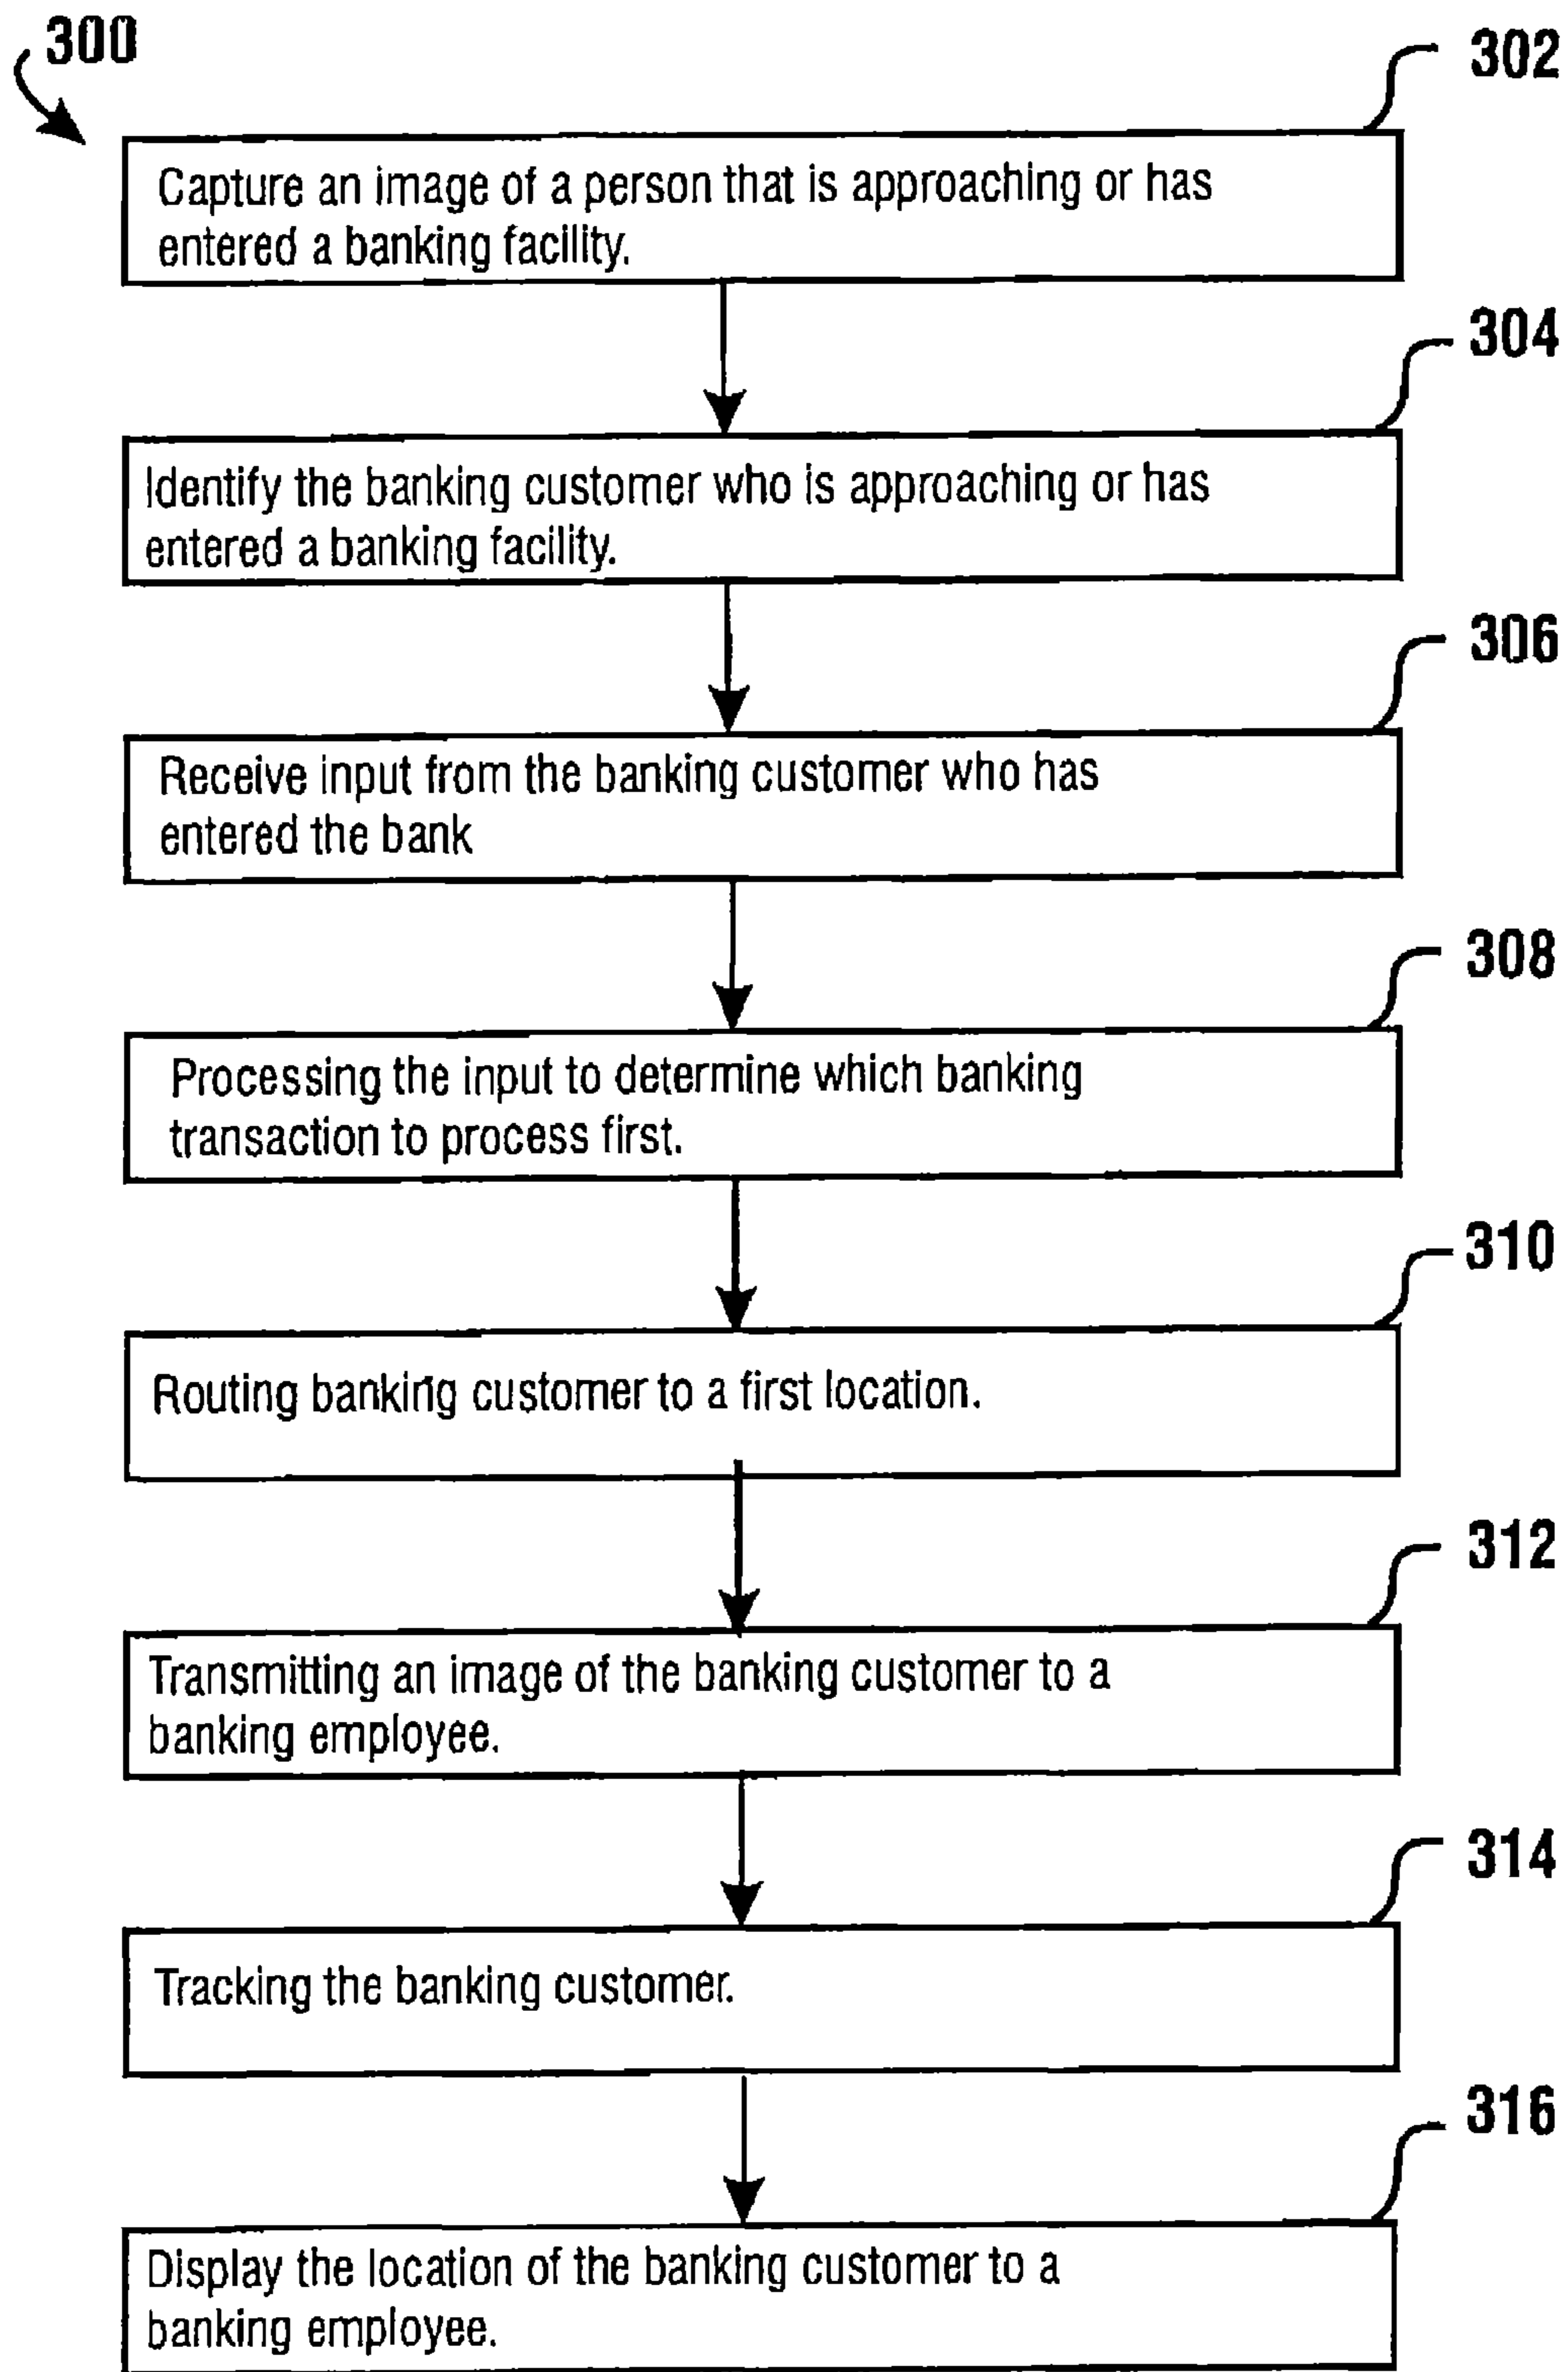 300
302
Capture an image of a person that is approaching or has
entered a banking facility.
304
Identify the banking customer who is approaching or has
entered a banking facility.
306
Receive input from the banking customer who has
entered the bank
308
Processing the input to determine which banking
transaction to process first.
310
Routing banking customer to a first location.
312
Transmitting an image of the banking customer to a
banking employee.
314
Tracking the banking customer.
316
Display the location of the banking customer to a
banking employee.